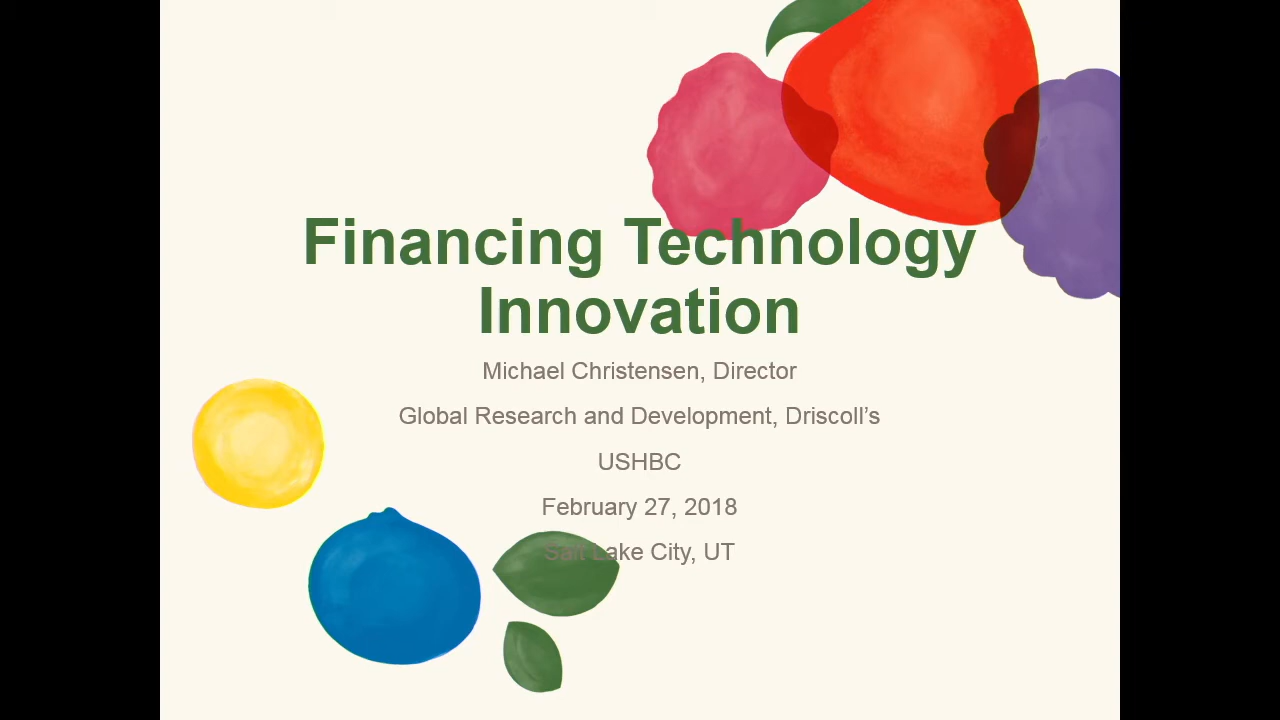 Financing Technology
Innovation
Michael Christensen, Director
Global Research and Development, Driscoll’s
USHBC
February 27, 2018
Salt Lake City, UT